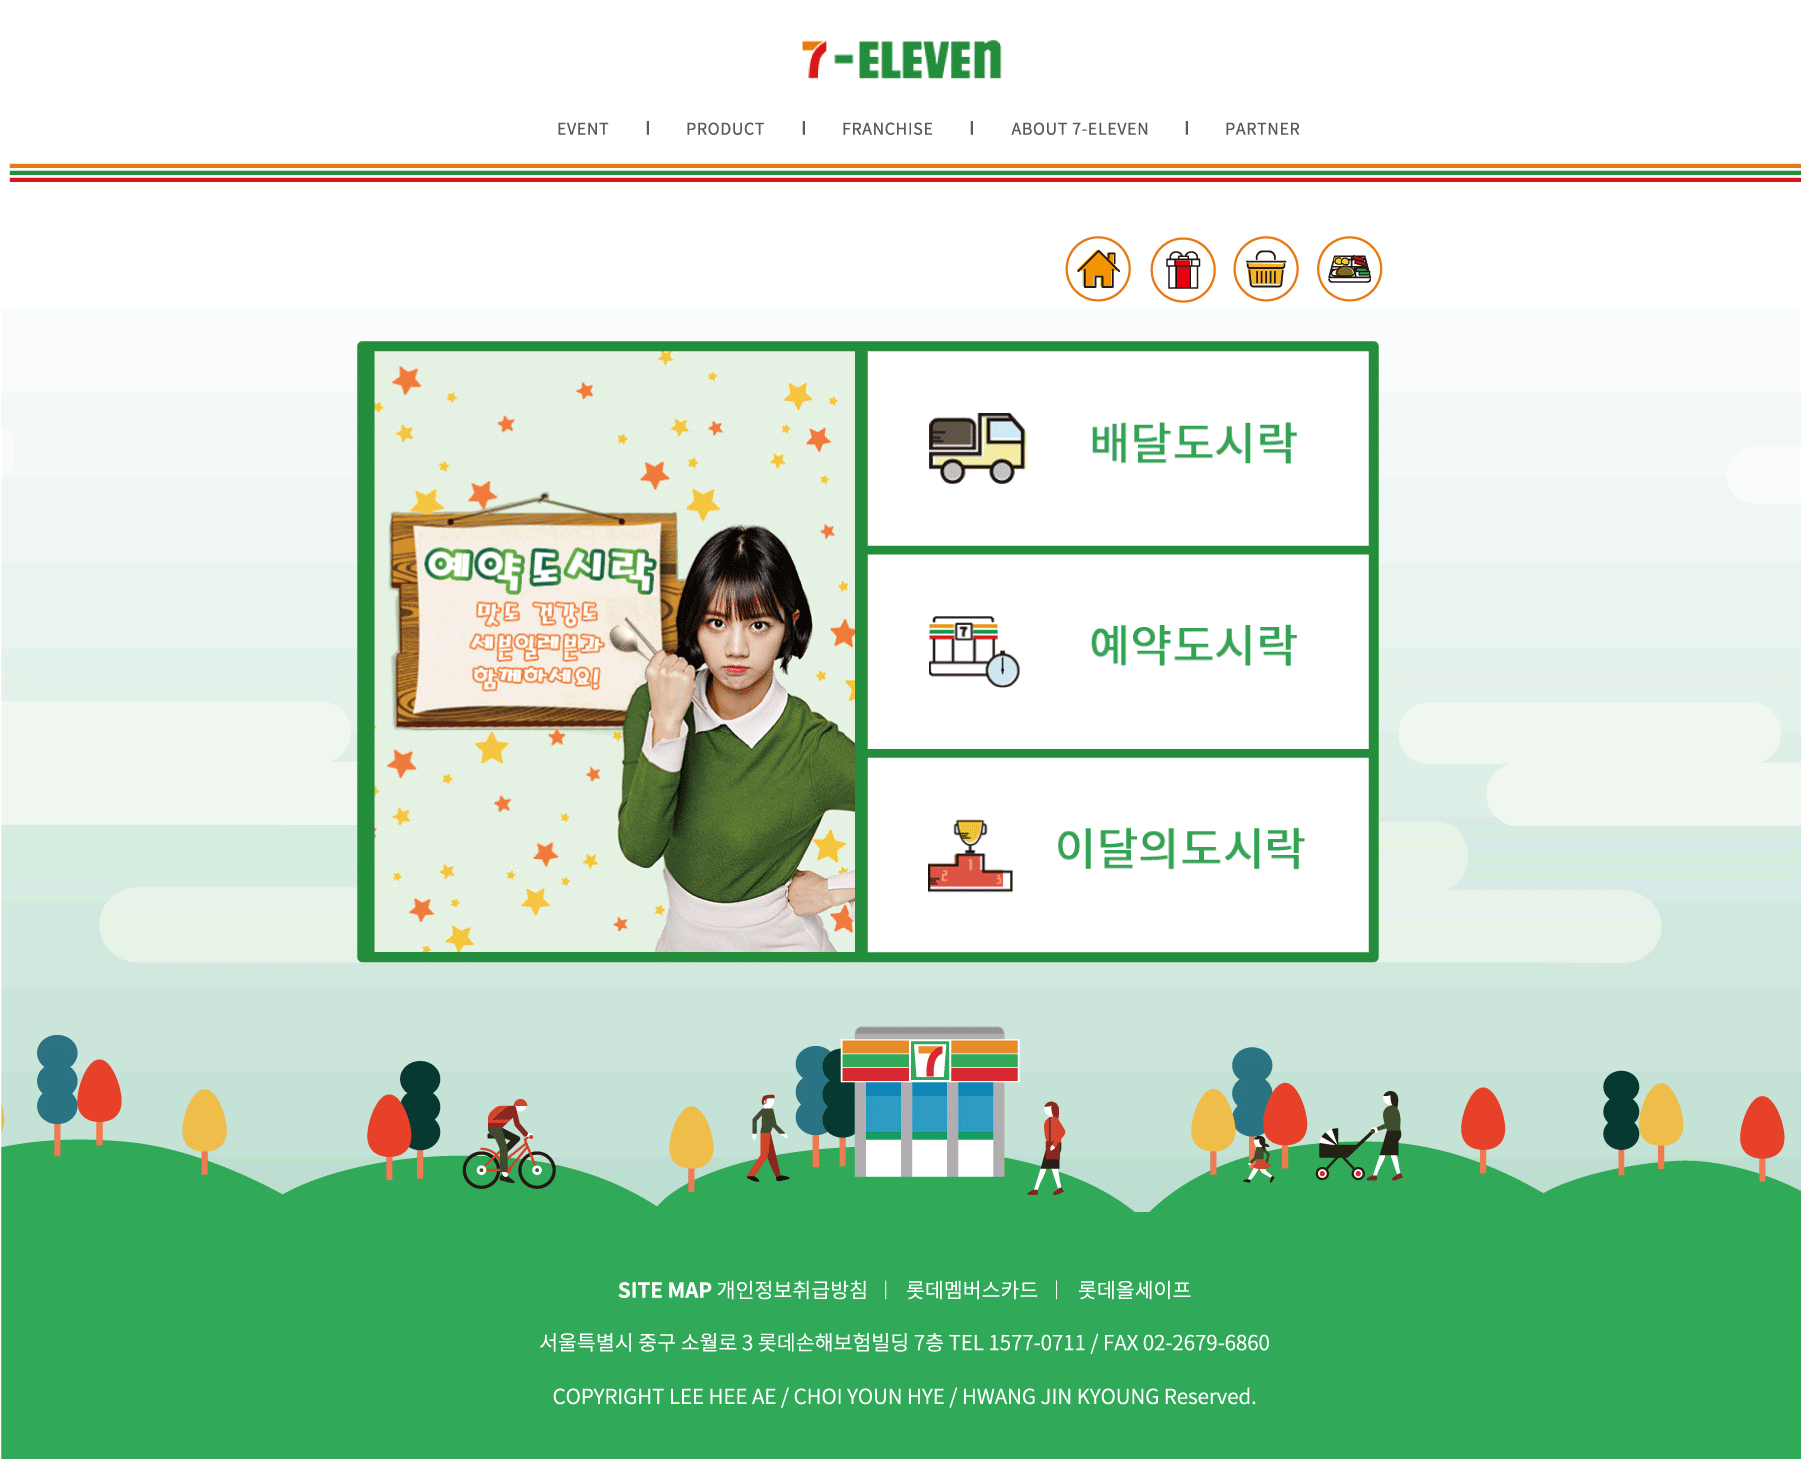 7-ELEVEn
EVENT | PRODUCT | FRANCHISE | ABOUT 7-ELEVEN | PARTNER
예약도시락
맛도 건강도
세븐일레븐과
함께하세요!
배달도시락
7
예약도시락
1
2 3
이달의도시락
7
SITE MAP 개인정보취급방침 | 롯데멤버스카드 | 롯데올세이프
서울특별시 중구 소월로 3 롯데손해보험빌딩 7층 TEL 1577-0711 / FAX 02-2679-6860
COPYRIGHT LEE HEE AE / CHOI YOUN HYE / HWANG JIN KYOUNG Reserved.